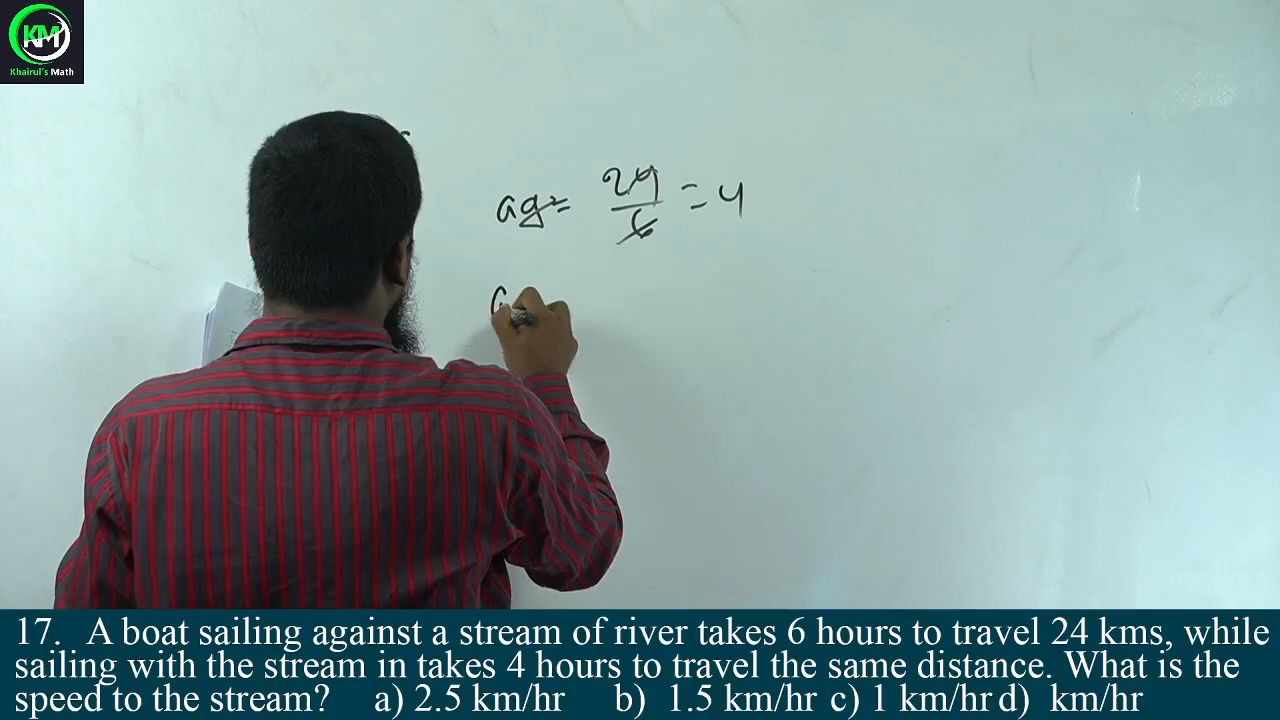 KM
Khairul's Math
ag = 24/6 = 4
17. A boat sailing against a stream of river takes 6 hours to travel 24 kms, while
sailing with the stream in takes 4 hours to travel the same distance. What is the
speed to the stream? a) 2.5 km/hr b) 1.5 km/hr c) 1 km/hr d) km/hr